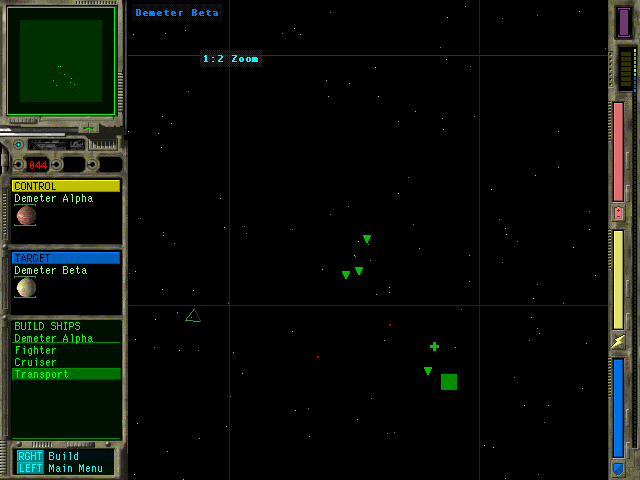 Demeter Beta
1:2 Zoom
044
CONTROL
Demeter Alpha
TARGET
Demeter Beta
BUILD SHIPS
Demeter Alpha
Fighter
Cruiser
Transport
RGHT Build
LEFT Main Menu